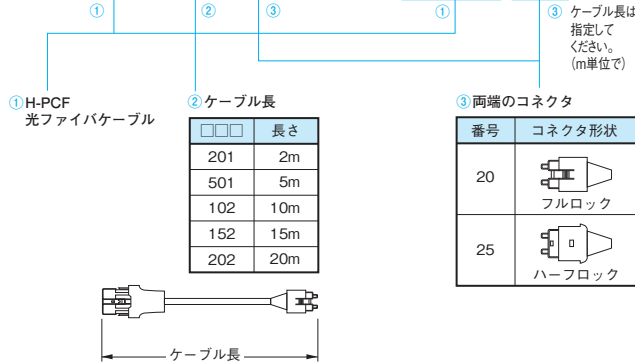 ① ② ③ ① ③ ケーブル長は
指定して
ください。
(m単位で)
①H-PCF
光ファイバケーブル
②ケーブル長
□□□ 長さ
201 2m
501 5m
102 10m
152 15m
202 20m
ケーブル長
③両端のコネクタ
番号 コネクタ形状
20
フルロック
25
ハーフロック